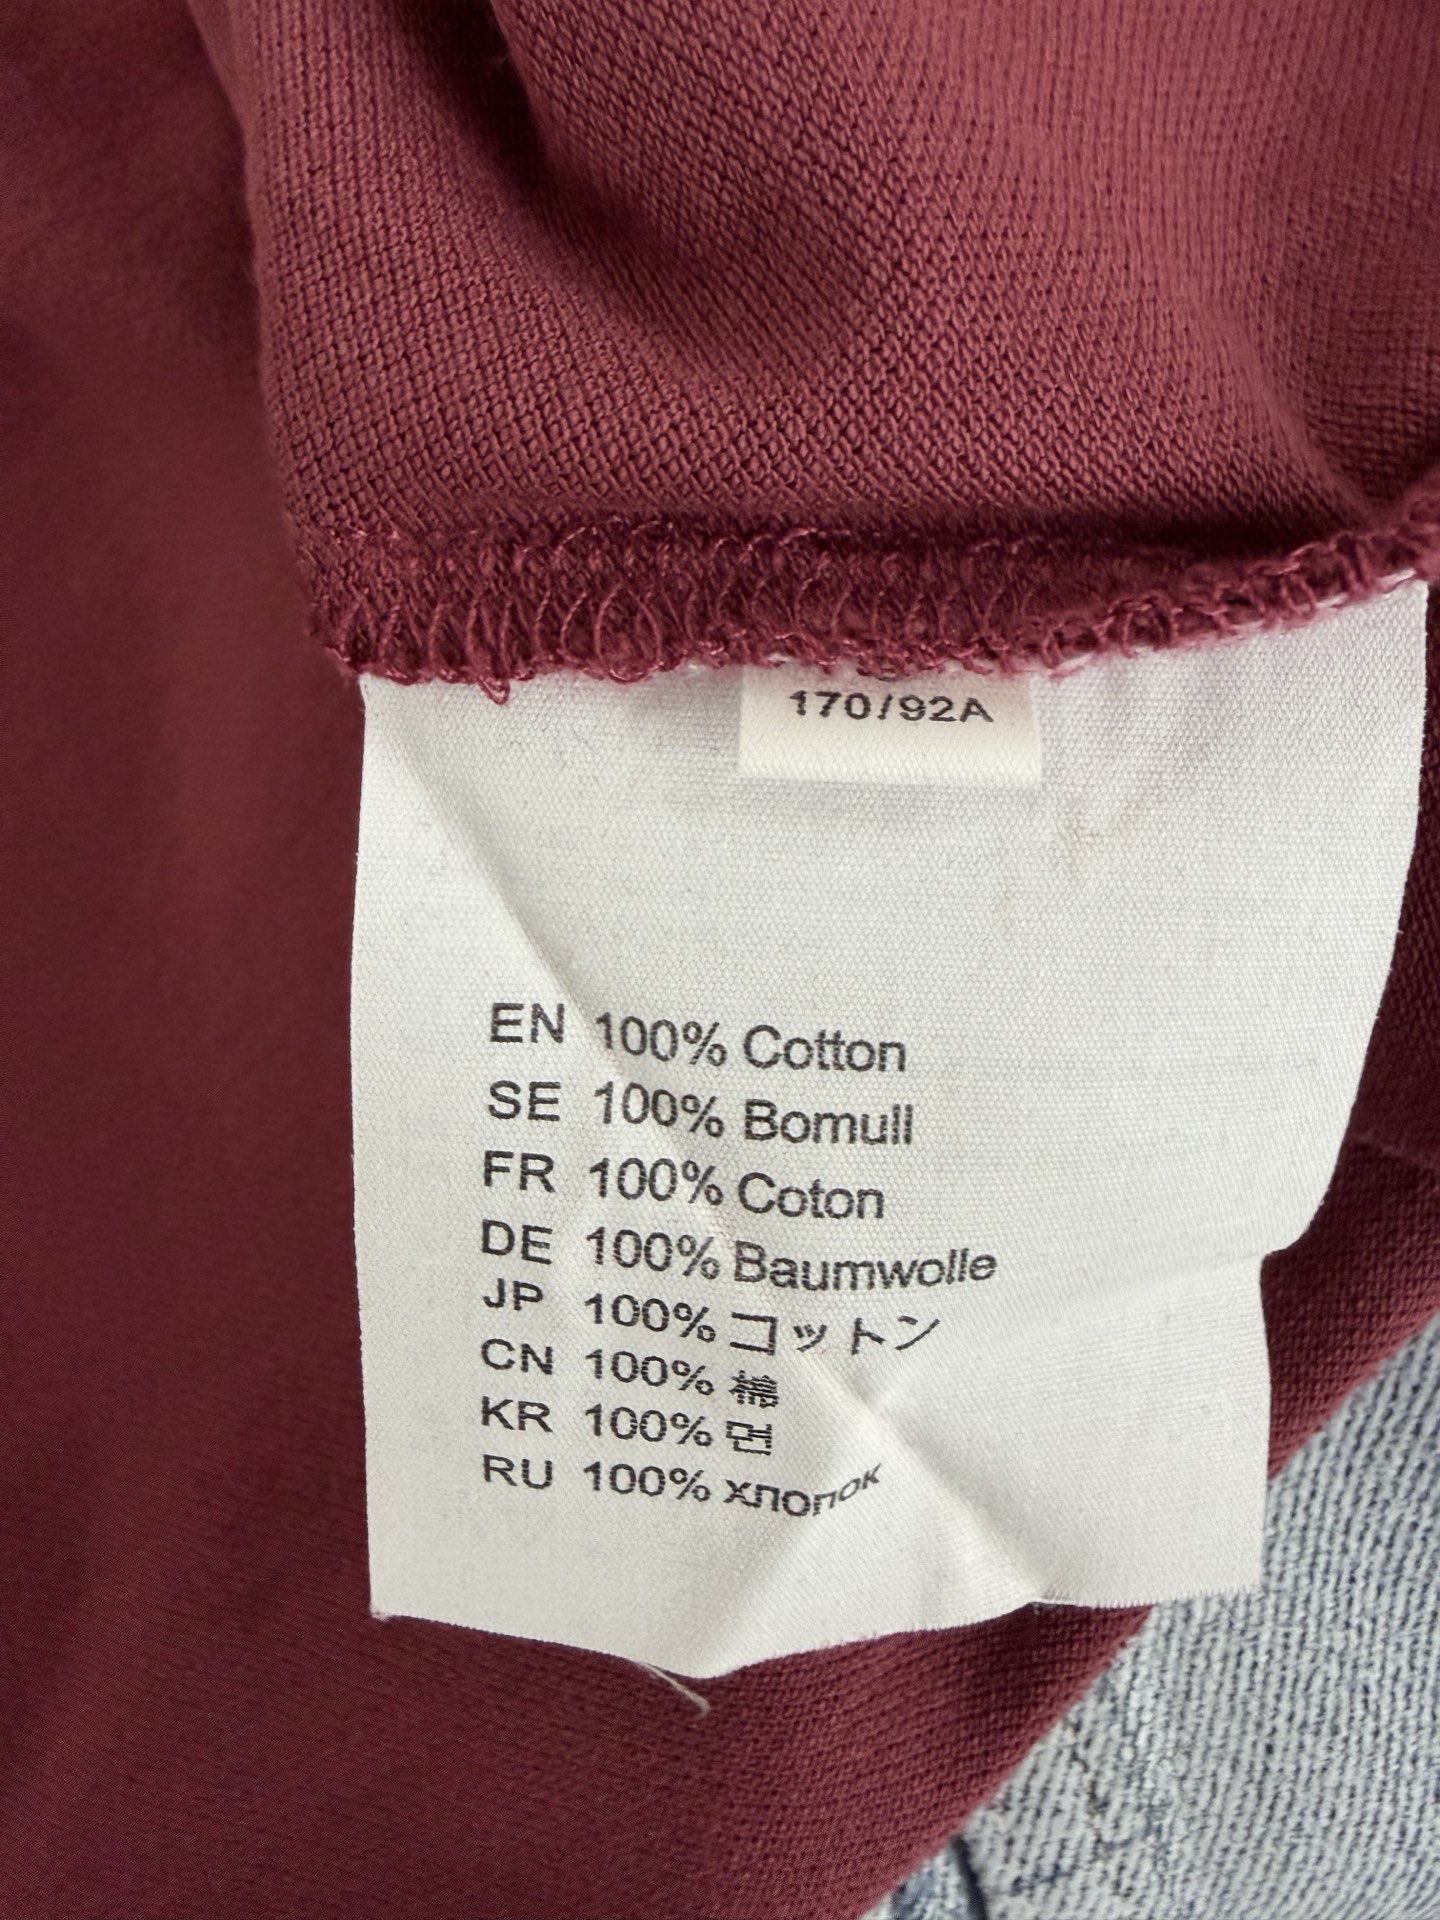 170/92A
EN 100% Cotton
SE 100% Bomull
FR 100% Coton
DE 100% Baumwolle
JP 100% コットン
CN 100% 棉
KR 100% 면
RU 100% хлопок